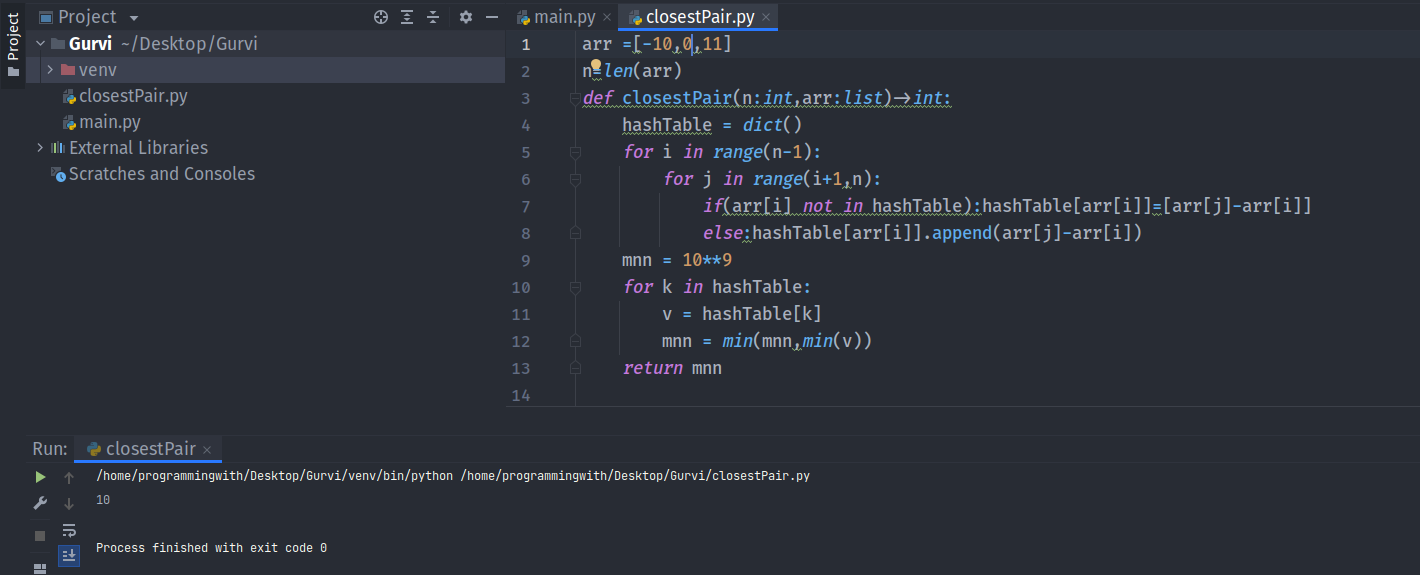 Project
Project
main.py
closestPair.py
Gurvi ~/Desktop/Gurvi
venv
closestPair.py
main.py
External Libraries
Scratches and Consoles
1 arr =[-10,0,11]
2 n=len(arr)
3 def closestPair(n:int,arr:list)→int:
4 hashTable = dict()
5 for i in range(n-1):
6 for j in range(i+1,n):
7 if(arr[i] not in hashTable):hashTable[arr[i]]=[arr[j]-arr[i]]
8 else:hashTable[arr[i]].append(arr[j]-arr[i])
9 mnn = 10**9
10 for k in hashTable:
11 v = hashTable[k]
12 mnn = min(mnn,min(v))
13 return mnn
14
Run: closestPair
/home/programmingwith/Desktop/Gurvi/venv/bin/python /home/programmingwith/Desktop/Gurvi/closestPair.py
10
Process finished with exit code 0